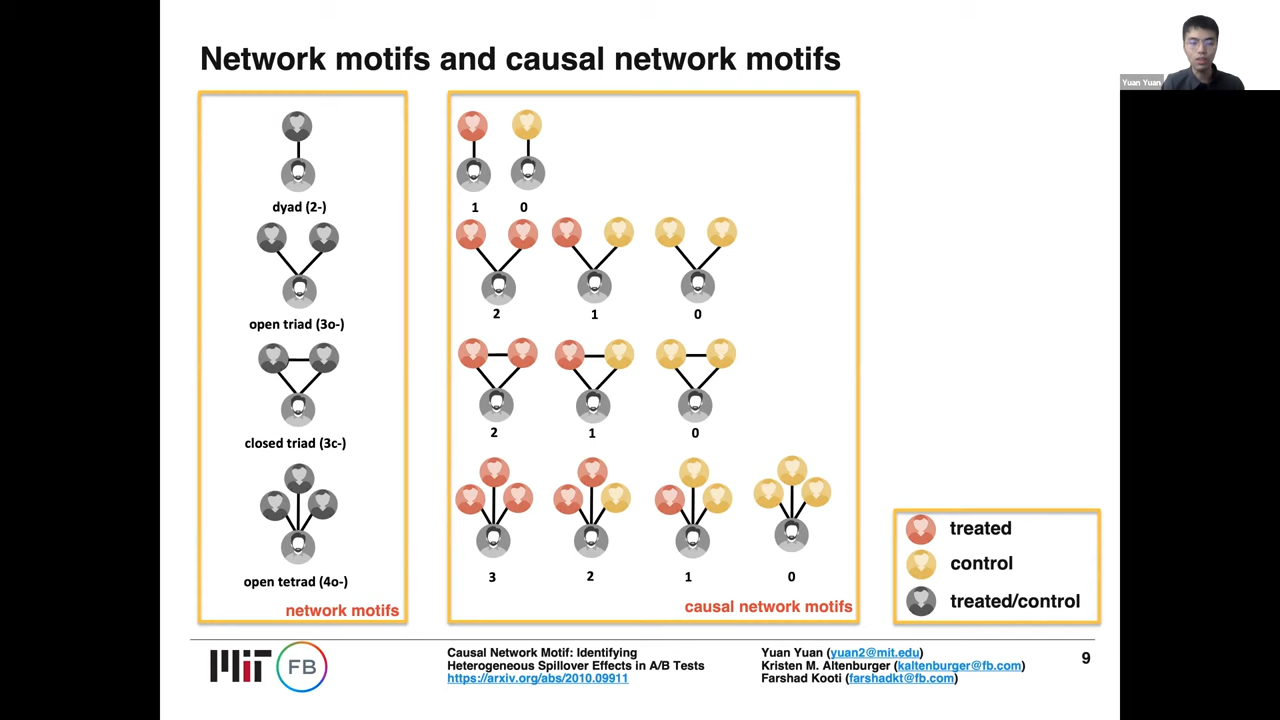 Network motifs and causal network motifs
Yuan Yuan
dyad (2-)
1 0
open triad (3o-)
2 1 0
closed triad (3c-)
2 1 0
open tetrad (4o-)
3 2 1 0
network motifs
causal network motifs
treated
control
treated/control
MIT
FB
Causal Network Motif: Identifying
Heterogeneous Spillover Effects in A/B Tests
https://arxiv.org/abs/2010.09911
Yuan Yuan (yuan2@mit.edu)
Kristen M. Altenburger (kaltenburger@fb.com)
Farshad Kooti (farshadkt@fb.com)
9